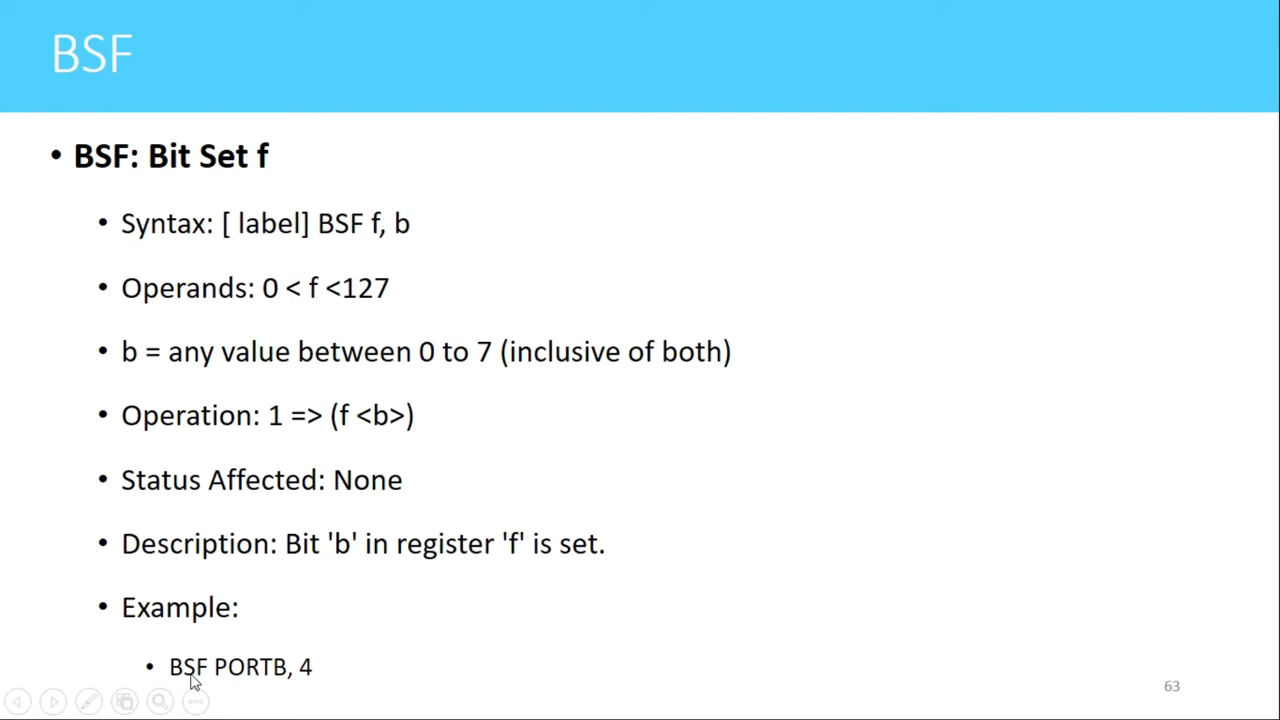 BSF
• BSF: Bit Set f
• Syntax: [ label] BSF f, b
• Operands: 0 < f <127
• b = any value between 0 to 7 (inclusive of both)
• Operation: 1 => (f <b>)
• Status Affected: None
• Description: Bit 'b' in register 'f' is set.
• Example:
• BSF PORTB, 4
63